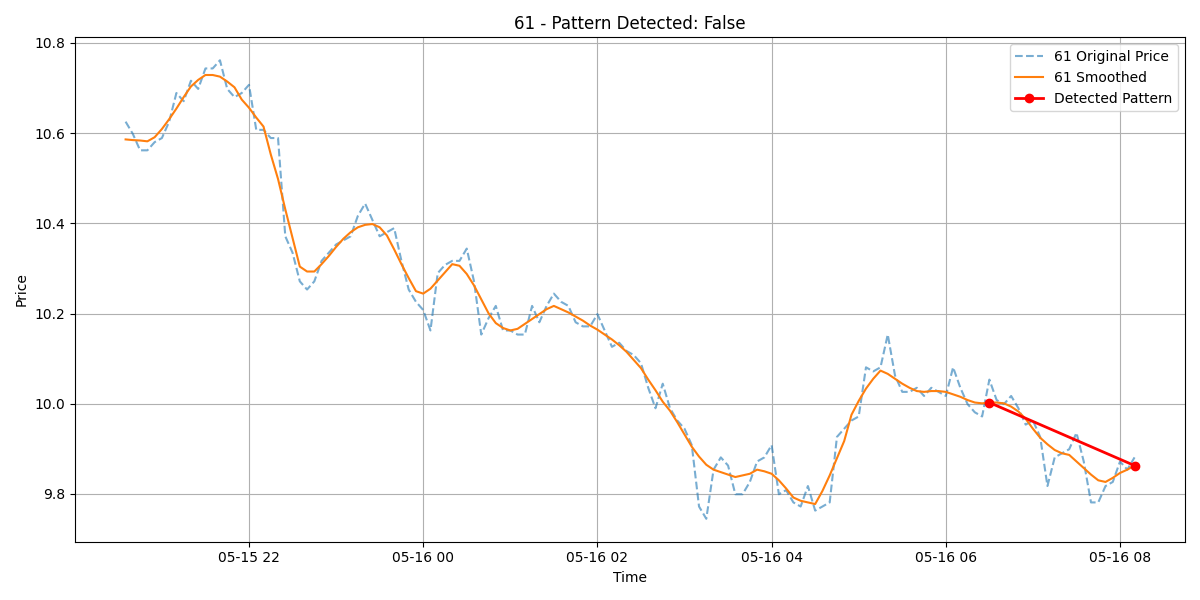 61 - Pattern Detected: False
61 Original Price
61 Smoothed
Detected Pattern
Price
10.8
10.6
10.4
10.2
10.0
9.8
05-15 22
05-16 00
05-16 02
05-16 04
05-16 06
05-16 08
Time